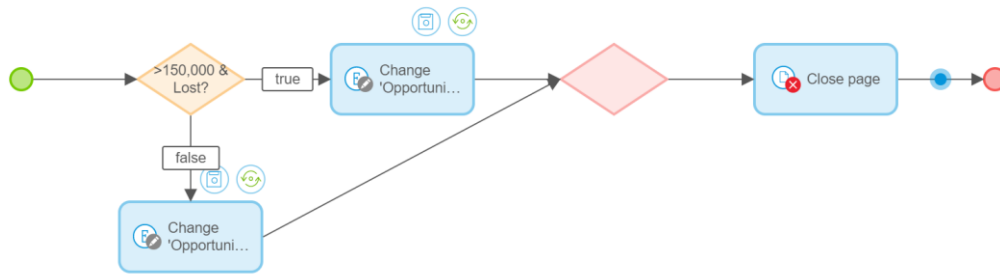 >150,000 &
Lost?
true
E
Change
'Opportuni...
Close page
false
E
Change
'Opportuni...